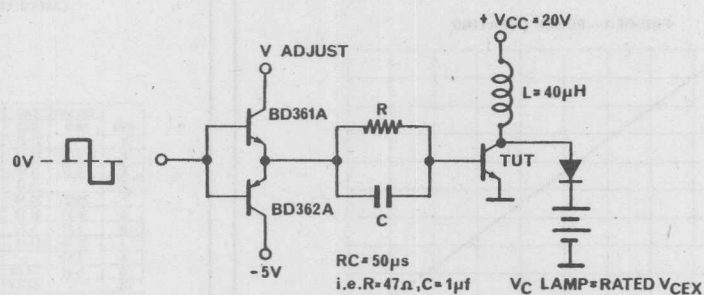 + VCC = 20V
V ADJUST
L = 40µH
BD361A
R
0V
TUT
BD362A
C
-5V
RC = 50µs
i.e. R = 47Ω, C = 1µf
VC LAMP = RATED VCEX